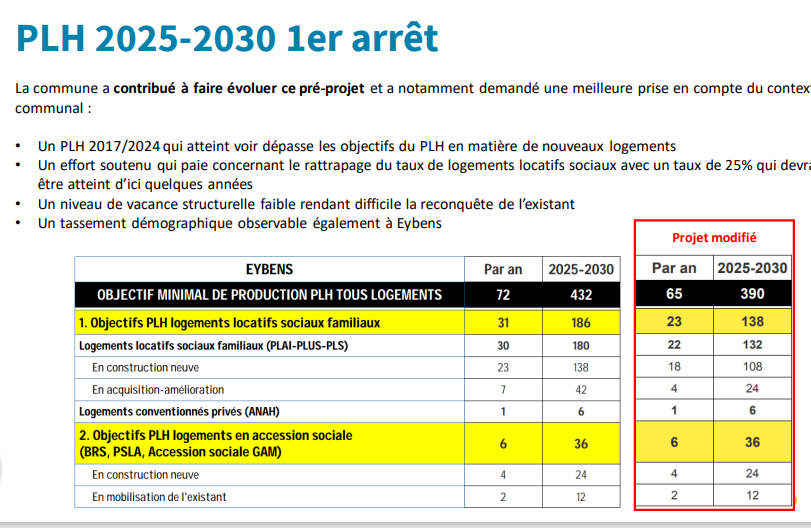 PLH 2025-2030 1er arrêt
La commune a contribué à faire évoluer ce pré-projet et a notamment demandé une meilleure prise en compte du contex
communal :
• Un PLH 2017/2024 qui atteint voir dépasse les objectifs du PLH en matière de nouveaux logements
• Un effort soutenu qui paie concernant le rattrapage du taux de logements locatifs sociaux avec un taux de 25% qui devra
être atteint d'ici quelques années
• Un niveau de vacance structurelle faible rendant difficile la reconquête de l'existant
• Un tassement démographique observable également à Eybens
Projet modifié
EYBENS Par an 2025-2030 Par an 2025-2030
OBJECTIF MINIMAL DE PRODUCTION PLH TOUS LOGEMENTS 72 432 65 390
1. Objectifs PLH logements locatifs sociaux familiaux 31 186 23 138
Logements locatifs sociaux familiaux (PLAI-PLUS-PLS) 30 180 22 132
En construction neuve 23 138 18 108
En acquisition-amélioration 7 42 4 24
Logements conventionnés privés (ANAH) 1 6 1 6
2. Objectifs PLH logements en accession sociale
(BRS, PSLA, Accession sociale GAM) 6 36 6 36
En construction neuve 4 24 4 24
En mobilisation de l'existant 2 12 2 12